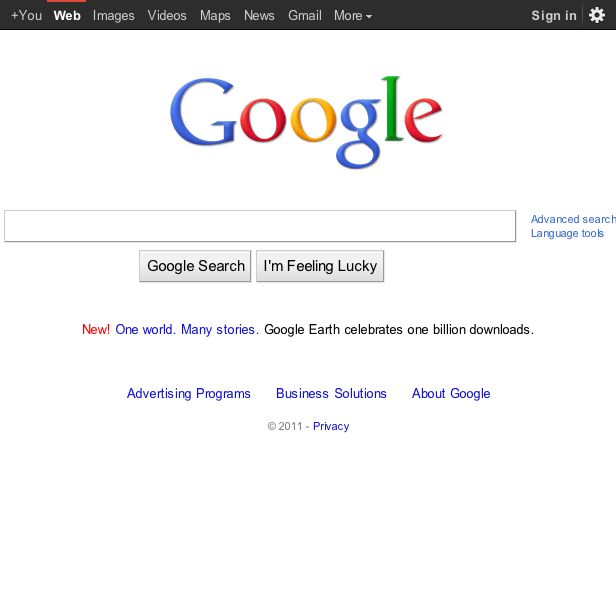 +You Web Images Videos Maps News Gmail More Sign in
Google
Advanced search
Language tools
Google Search I'm Feeling Lucky
New! One world. Many stories. Google Earth celebrates one billion downloads.
Advertising Programs Business Solutions About Google
© 2011 - Privacy